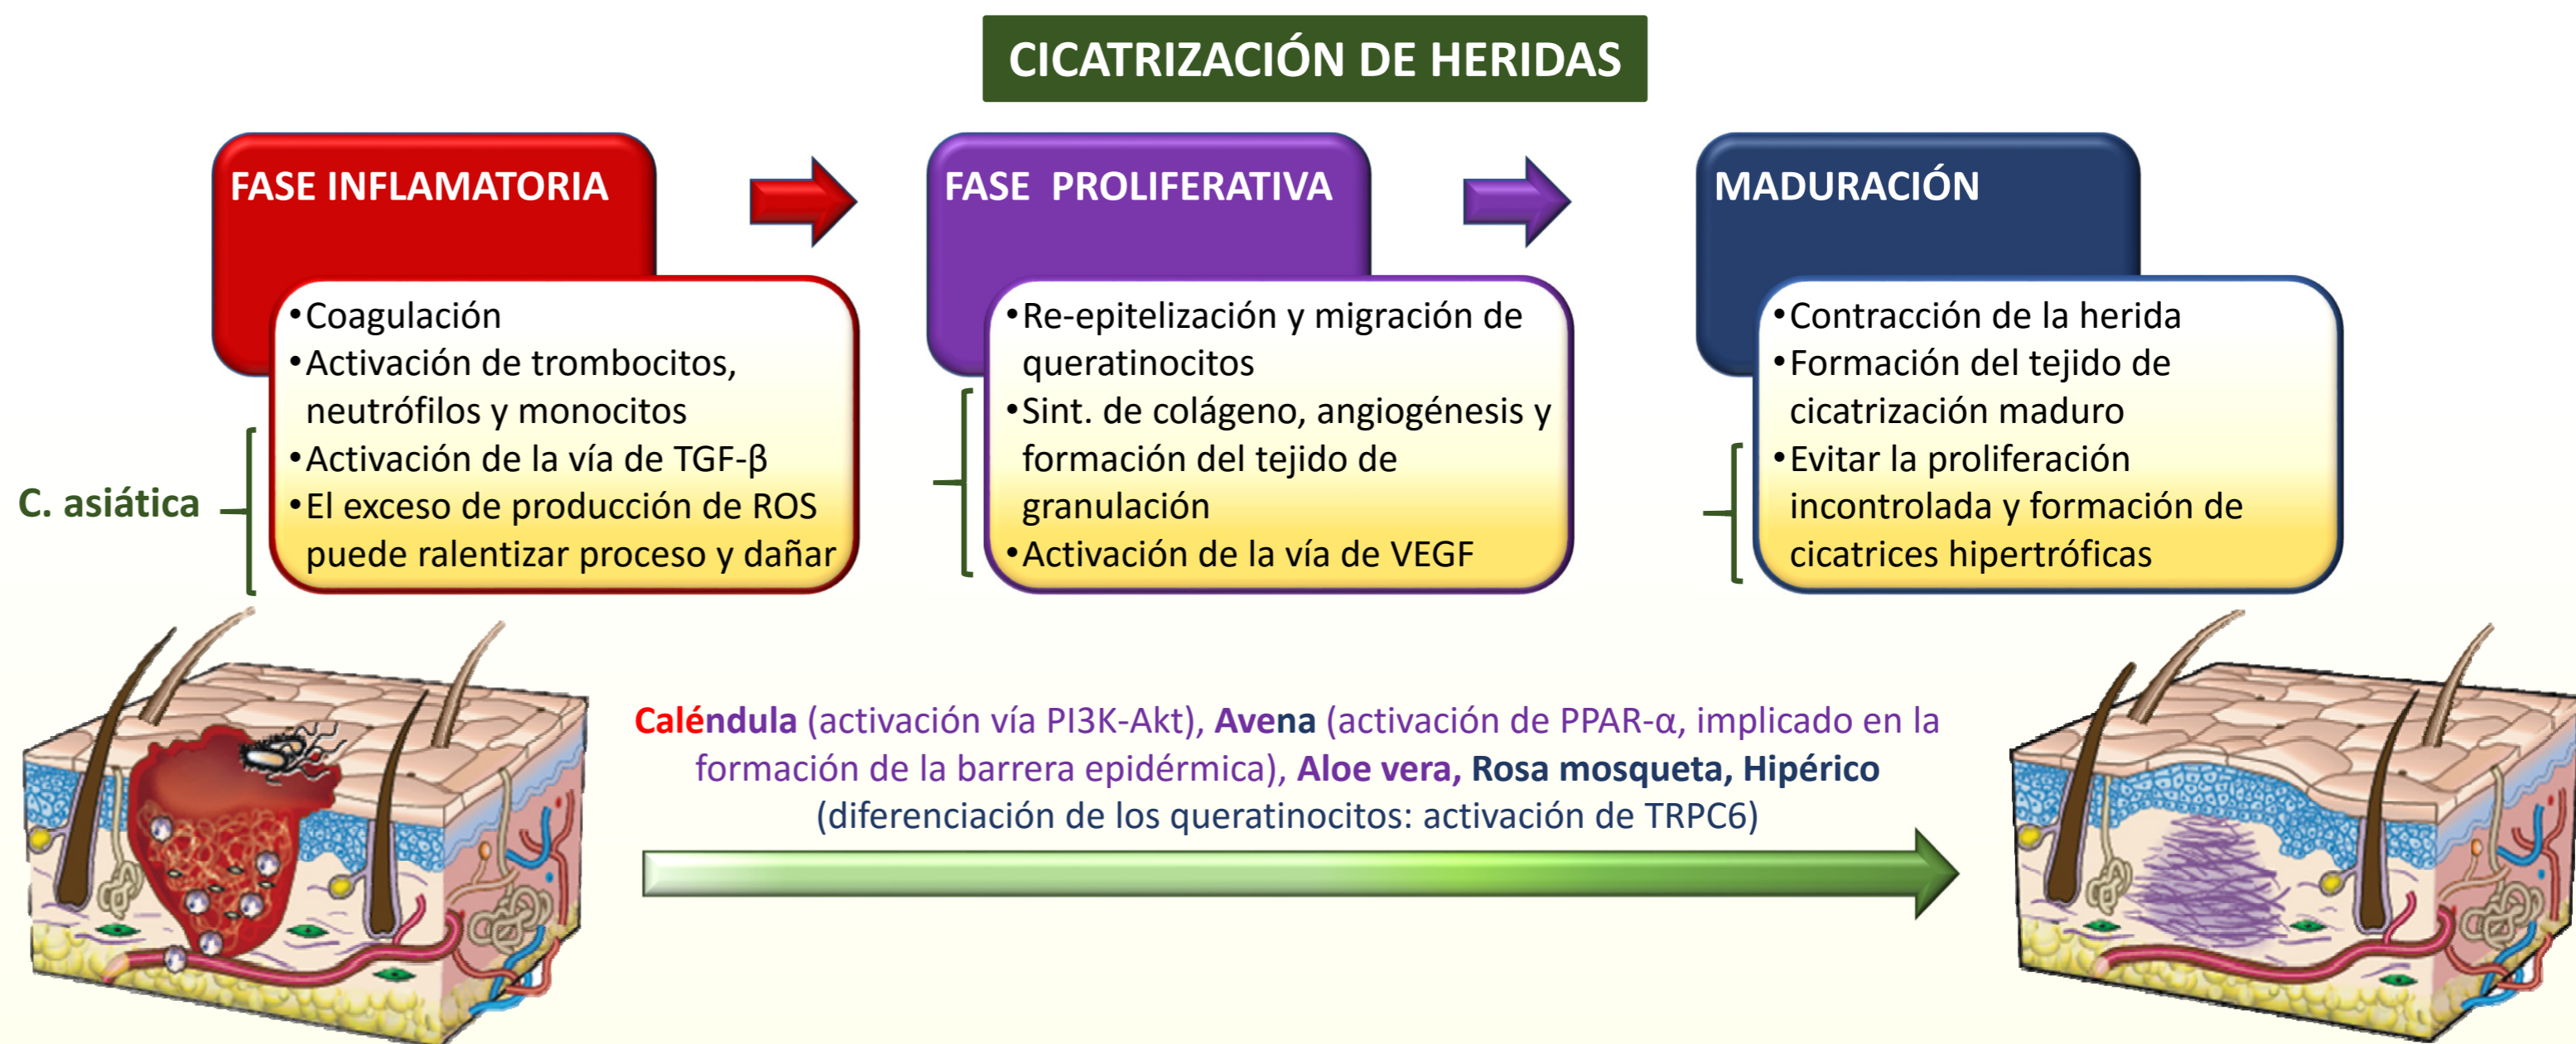 CICATRIZACIÓN DE HERIDAS
FASE INFLAMATORIA
•Coagulación
•Activación de trombocitos,
neutrófilos y monocitos
•Activación de la vía de TGF-β
•El exceso de producción de ROS
puede ralentizar proceso y dañar
C. asiática
FASE PROLIFERATIVA
•Re-epitelización y migración de
queratinocitos
•Sint. de colágeno, angiogénesis y
formación del tejido de
granulación
•Activación de la vía de VEGF
MADURACIÓN
•Contracción de la herida
•Formación del tejido de
cicatrización maduro
•Evitar la proliferación
incontrolada y formación de
cicatrices hipertróficas
Caléndula (activación vía PI3K-Akt), Avena (activación de PPAR-α, implicado en la
formación de la barrera epidérmica), Aloe vera, Rosa mosqueta, Hipérico
(diferenciación de los queratinocitos: activación de TRPC6)